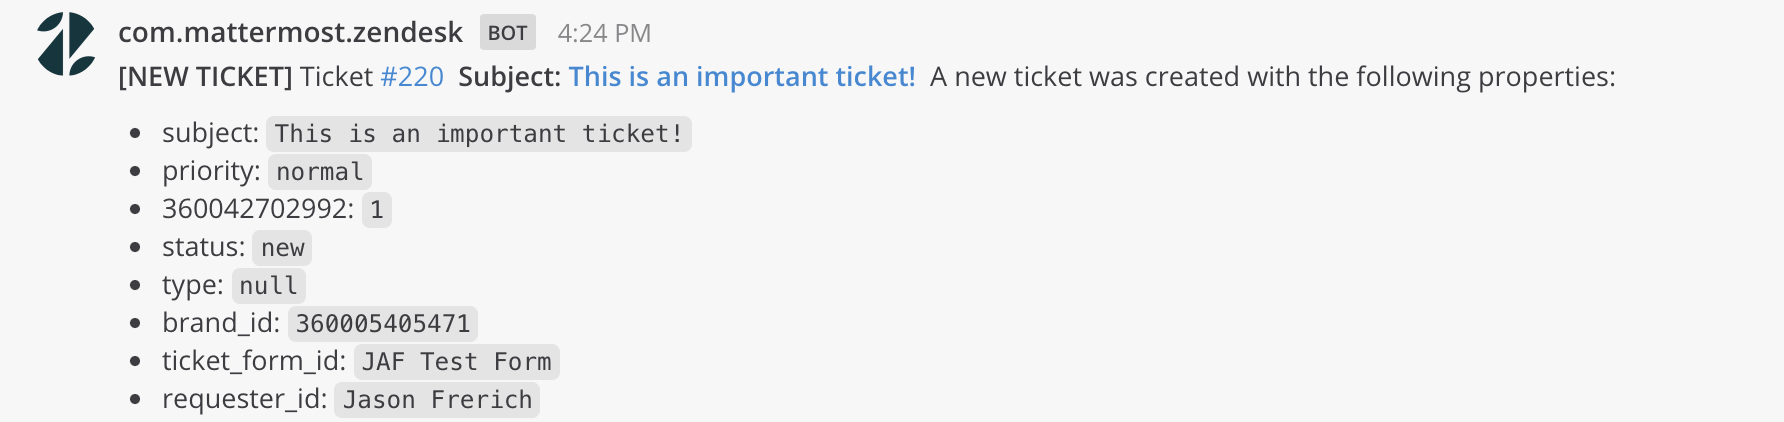 com.mattermost.zendesk BOT 4:24 PM
[NEW TICKET] Ticket #220 Subject: This is an important ticket! A new ticket was created with the following properties:
• subject: This is an important ticket!
• priority: normal
• 360042702992: 1
• status: new
• type: null
• brand_id: 360005405471
• ticket_form_id: JAF Test Form
• requester_id: Jason Frerich